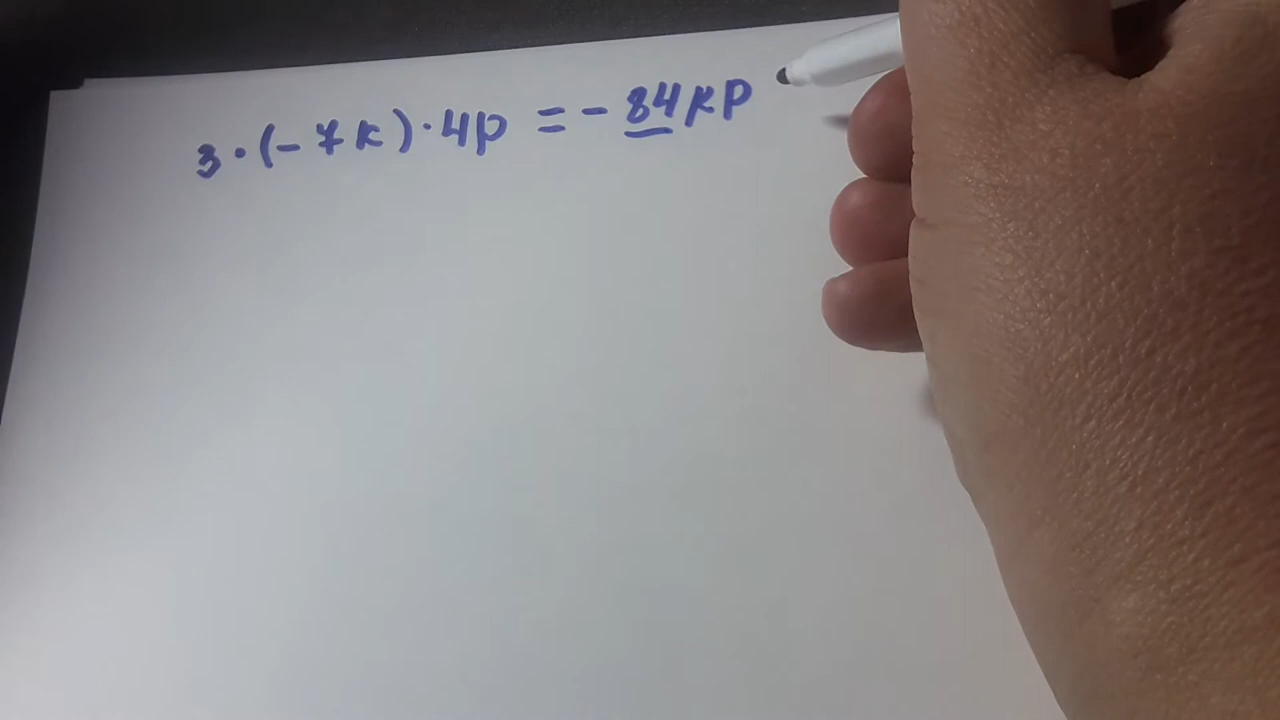 3 · (- 7k) · 4p = - 84kp